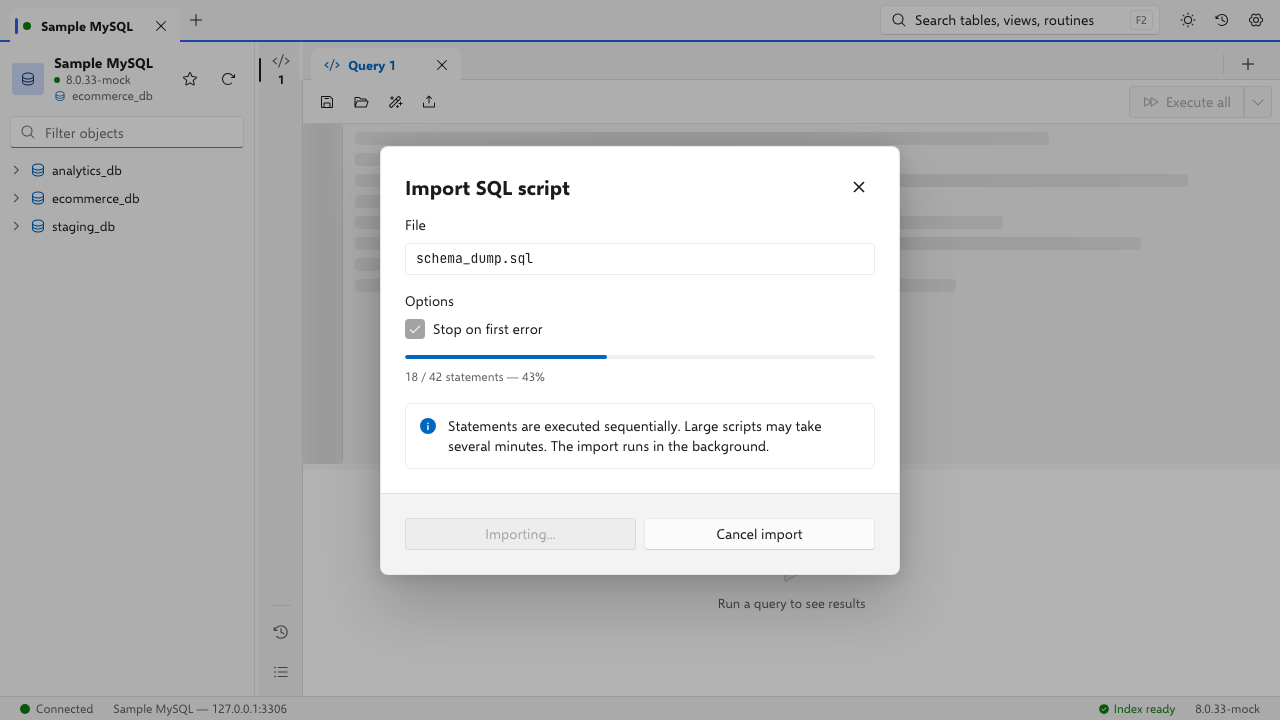 Sample MySQL
Search tables, views, routines
F2
Sample MySQL
8.0.33-mock
ecommerce_db
Filter objects
analytics_db
ecommerce_db
staging_db
1
Query 1
Execute all
Import SQL script
File
schema_dump.sql
Options
Stop on first error
18 / 42 statements — 43%
Statements are executed sequentially. Large scripts may take
several minutes. The import runs in the background.
Importing...
Cancel import
Run a query to see results
Connected
Sample MySQL — 127.0.0.1:3306
Index ready
8.0.33-mock